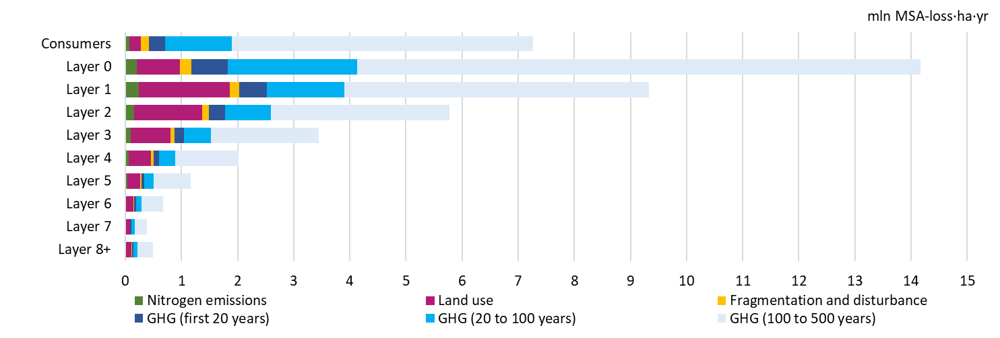 mln MSA-loss·ha·yr
Consumers
Layer 0
Layer 1
Layer 2
Layer 3
Layer 4
Layer 5
Layer 6
Layer 7
Layer 8+
0 1 2 3 4 5 6 7 8 9 10 11 12 13 14 15
Nitrogen emissions Land use Fragmentation and disturbance
GHG (first 20 years) GHG (20 to 100 years) GHG (100 to 500 years)